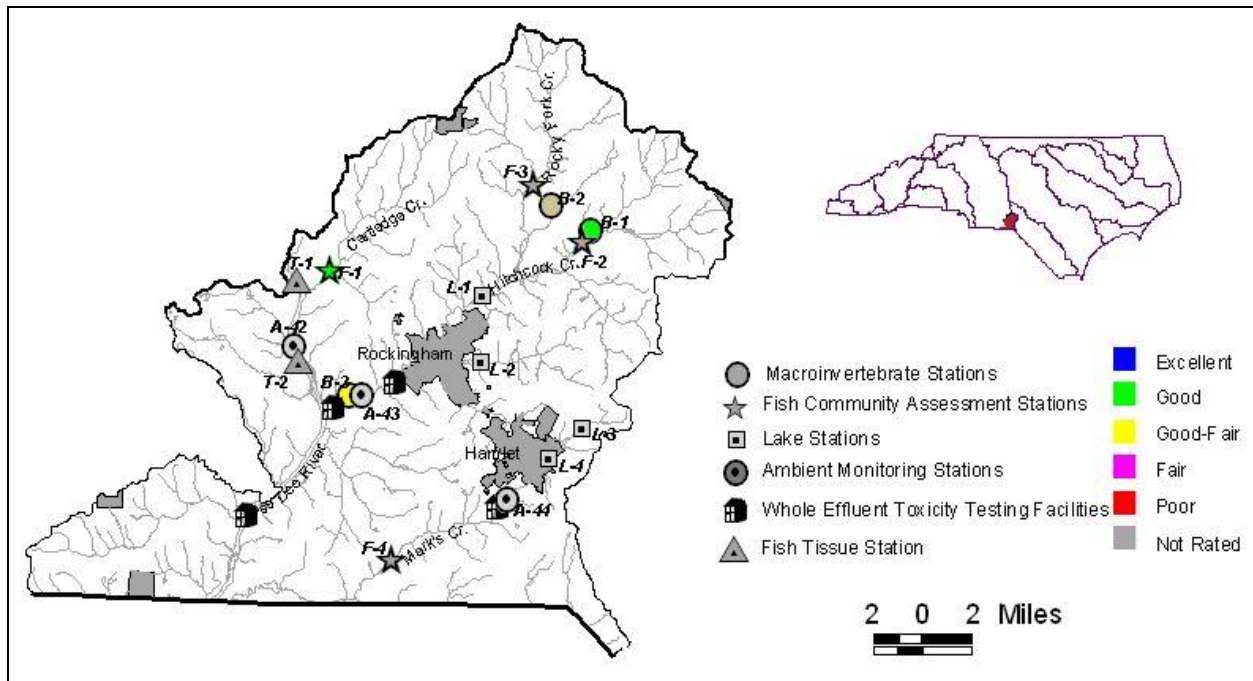 Rocky Fork Cr.
F-3
B-2
B-1
Cartledge Cr.
F-2
T-1
F-1
Hitchcock Cr.
L-1
A-42
Rockingham
L-2
T-2
B-3
A-43
L-3
Hamlet
L-4
Pee Dee River
A-44
F-4
Mark's Cr.
Macroinvertebrate Stations
Fish Community Assessment Stations
Lake Stations
Ambient Monitoring Stations
Whole Effluent Toxicity Testing Facilities
Fish Tissue Station
Excellent
Good
Good-Fair
Fair
Poor
Not Rated
2 0 2 Miles